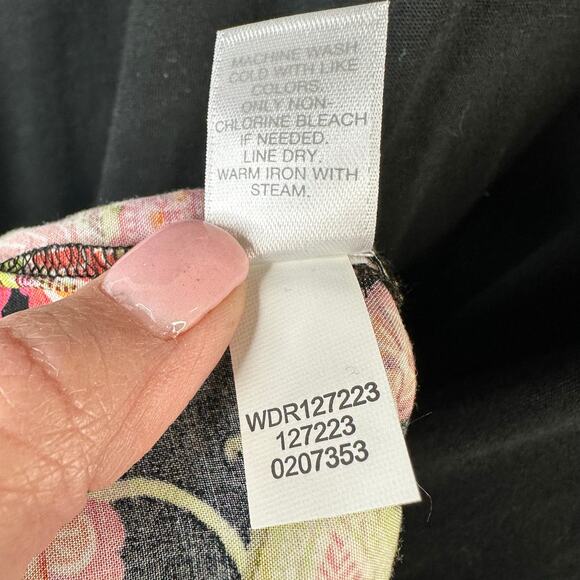 MACHINE WASH
COLD WITH LIKE
COLORS.
ONLY NON-
CHLORINE BLEACH
IF NEEDED.
LINE DRY.
WARM IRON WITH
STEAM.
WDR127223
127223
0207353